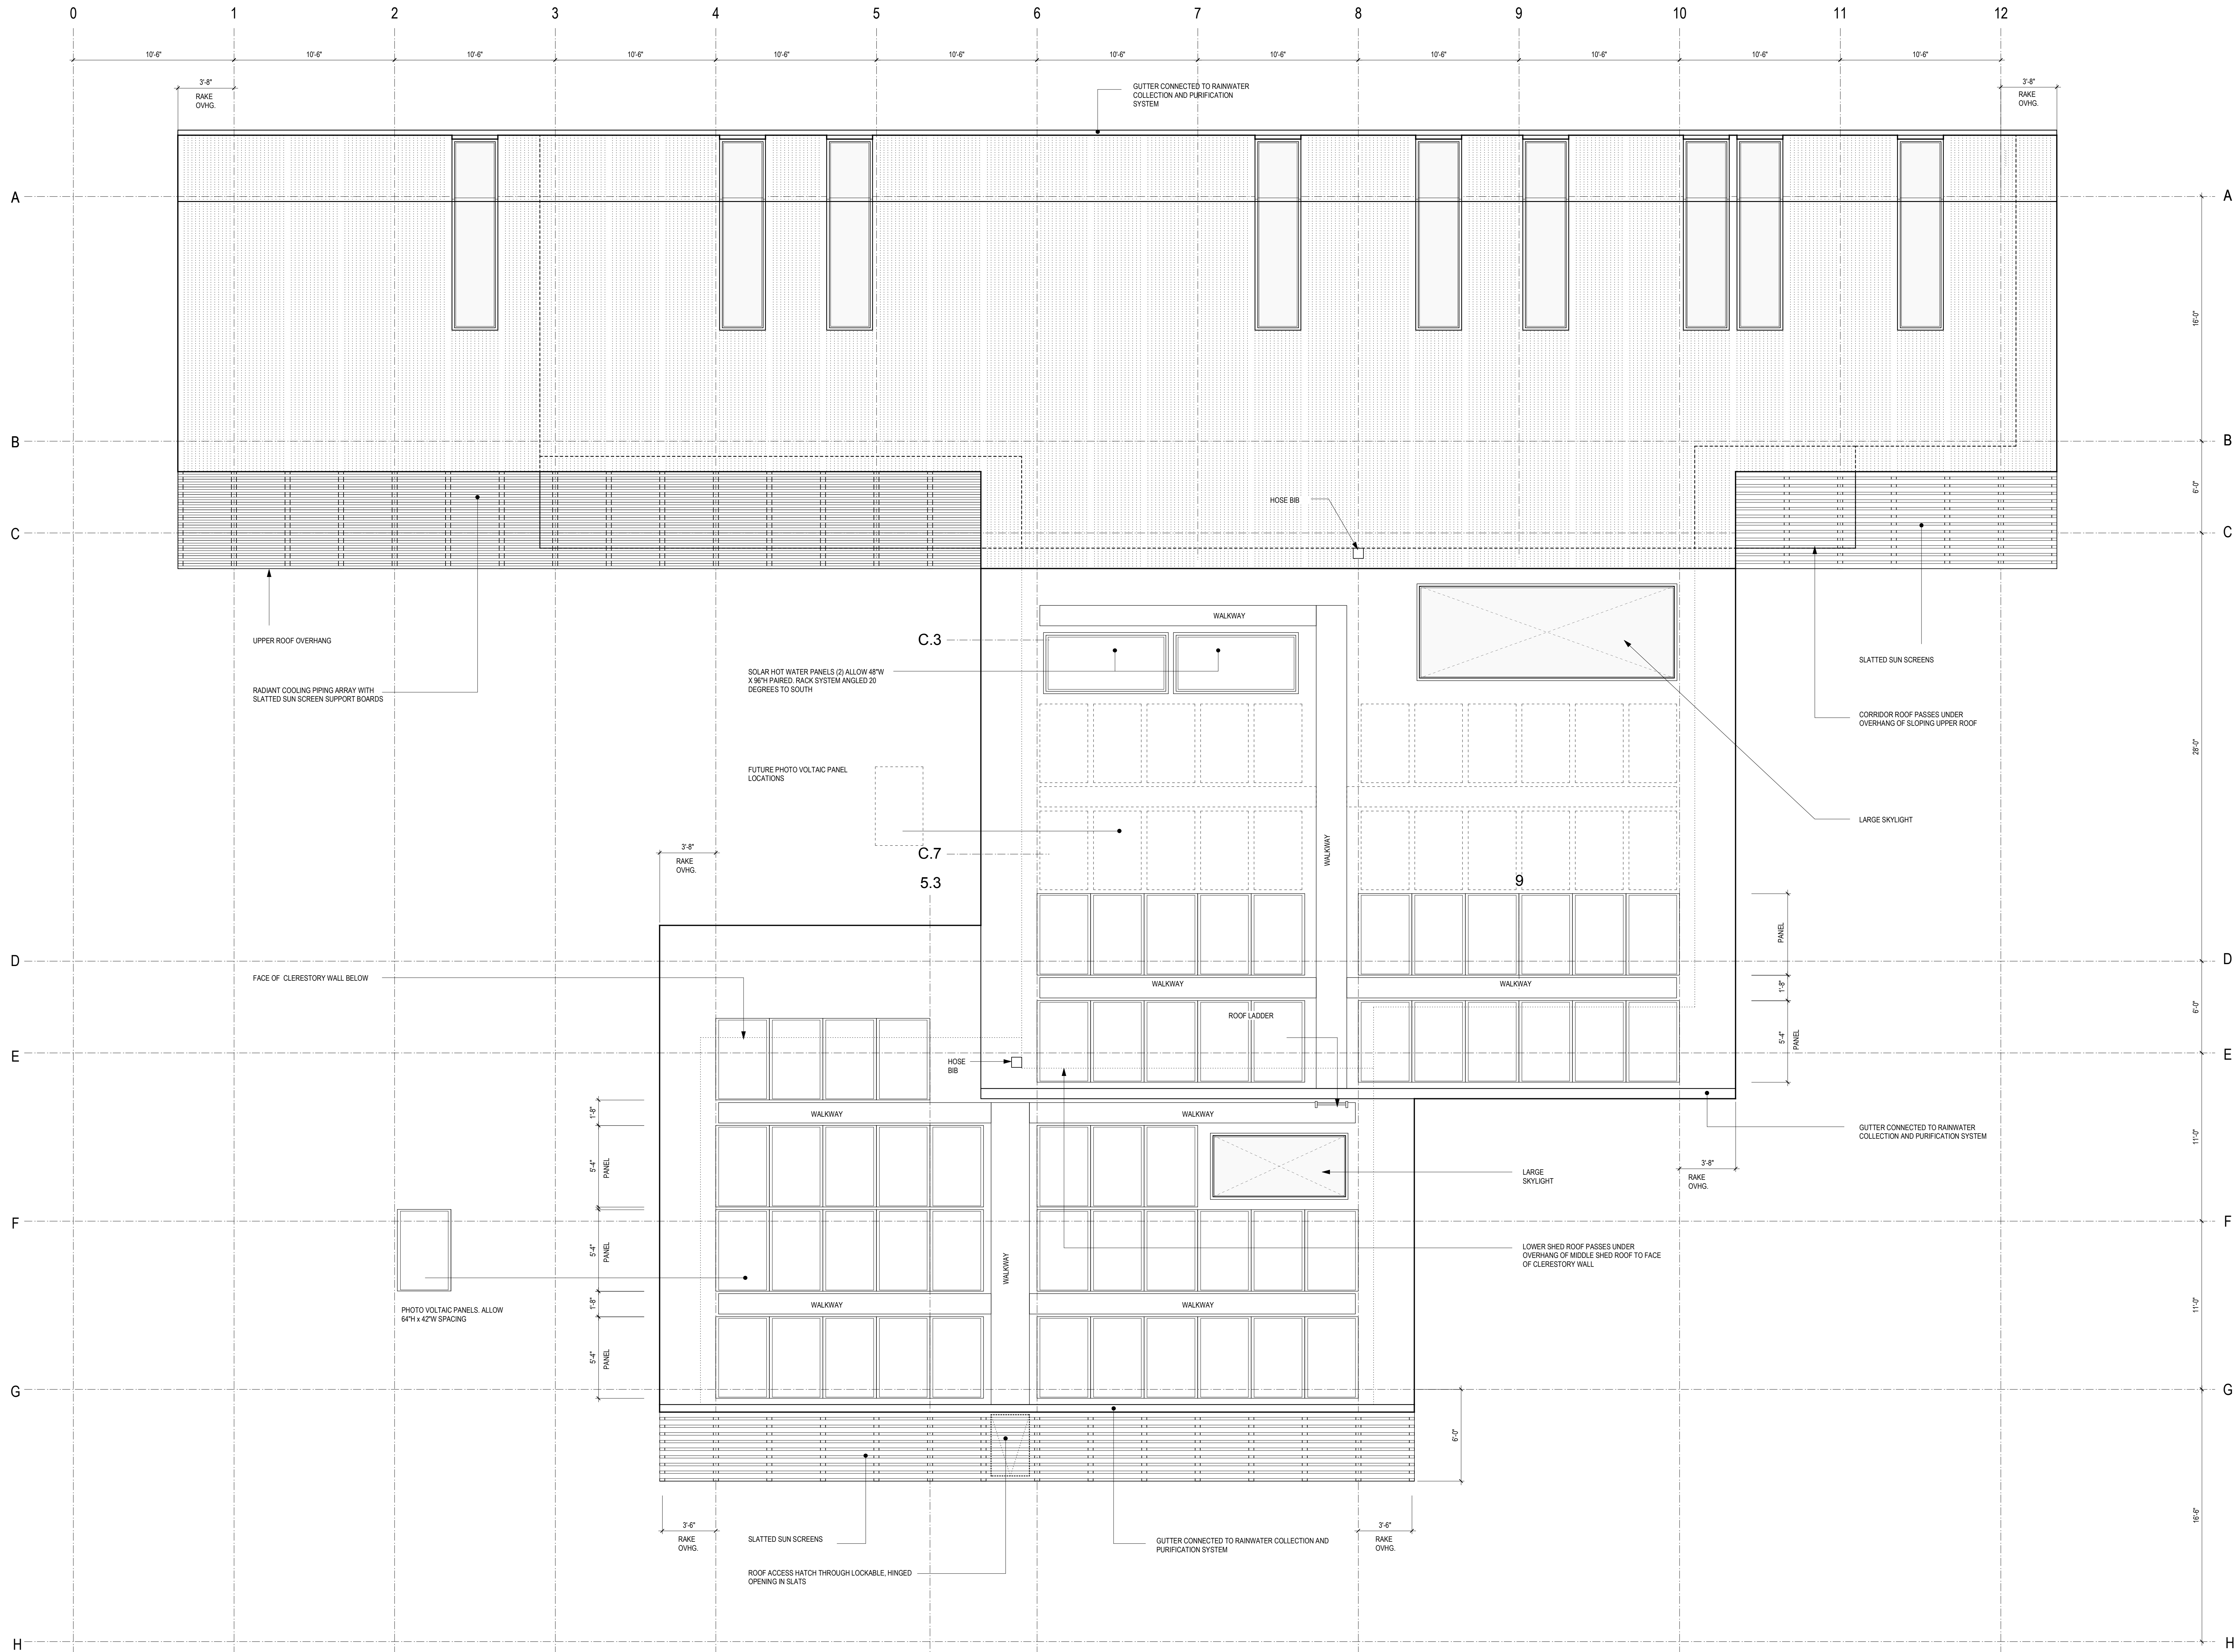 0 1 2 3 4 5 6 7 8 9 10 11 12
10'-6" 10'-6" 10'-6" 10'-6" 10'-6" 10'-6" 10'-6" 10'-6" 10'-6" 10'-6" 10'-6" 10'-6"
3'-8"
RAKE
OVHG.
GUTTER CONNECTED TO RAINWATER
COLLECTION AND PURIFICATION
SYSTEM
3'-8"
RAKE
OVHG.
A
A
16'-0"
B
B
6'-0"
HOSE BIB
C
C
WALKWAY
UPPER ROOF OVERHANG
C.3
SLATTED SUN SCREENS
SOLAR HOT WATER PANELS (2) ALLOW 48"W
X 96"H PAIRED. RACK SYSTEM ANGLED 20
DEGREES TO SOUTH
RADIANT COOLING PIPING ARRAY WITH
SLATTED SUN SCREEN SUPPORT BOARDS
CORRIDOR ROOF PASSES UNDER
OVERHANG OF SLOPING UPPER ROOF
28'-0"
FUTURE PHOTO VOLTAIC PANEL
LOCATIONS
LARGE SKYLIGHT
3'-8"
RAKE
OVHG.
C.7
WALKWAY
5.3
9
PANEL
D
D
FACE OF CLERESTORY WALL BELOW
WALKWAY
WALKWAY
1'-8"
6'-0"
ROOF LADDER
5'-4"
PANEL
E
HOSE
BIB
E
1'-8"
WALKWAY
WALKWAY
GUTTER CONNECTED TO RAINWATER
COLLECTION AND PURIFICATION SYSTEM
11'-0"
5'-4"
PANEL
LARGE
SKYLIGHT
3'-8"
RAKE
OVHG.
F
F
5'-4"
PANEL
WALKWAY
LOWER SHED ROOF PASSES UNDER
OVERHANG OF MIDDLE SHED ROOF TO FACE
OF CLERESTORY WALL
PHOTO VOLTAIC PANELS. ALLOW
64"H x 42"W SPACING
1'-8"
WALKWAY
WALKWAY
11'-0"
5'-4"
PANEL
G
G
6'-0"
3'-6"
RAKE
OVHG.
SLATTED SUN SCREENS
GUTTER CONNECTED TO RAINWATER COLLECTION AND
PURIFICATION SYSTEM
3'-6"
RAKE
OVHG.
16'-6"
ROOF ACCESS HATCH THROUGH LOCKABLE, HINGED
OPENING IN SLATS
H
H